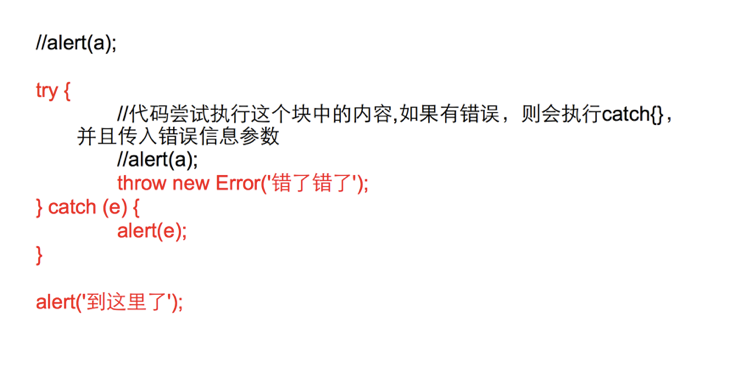 //alert(a);
try {
//代码尝试执行这个块中的内容,如果有错误，则会执行catch{}，
并且传入错误信息参数
//alert(a);
throw new Error('错了错了');
} catch (e) {
alert(e);
}
alert('到这里了');